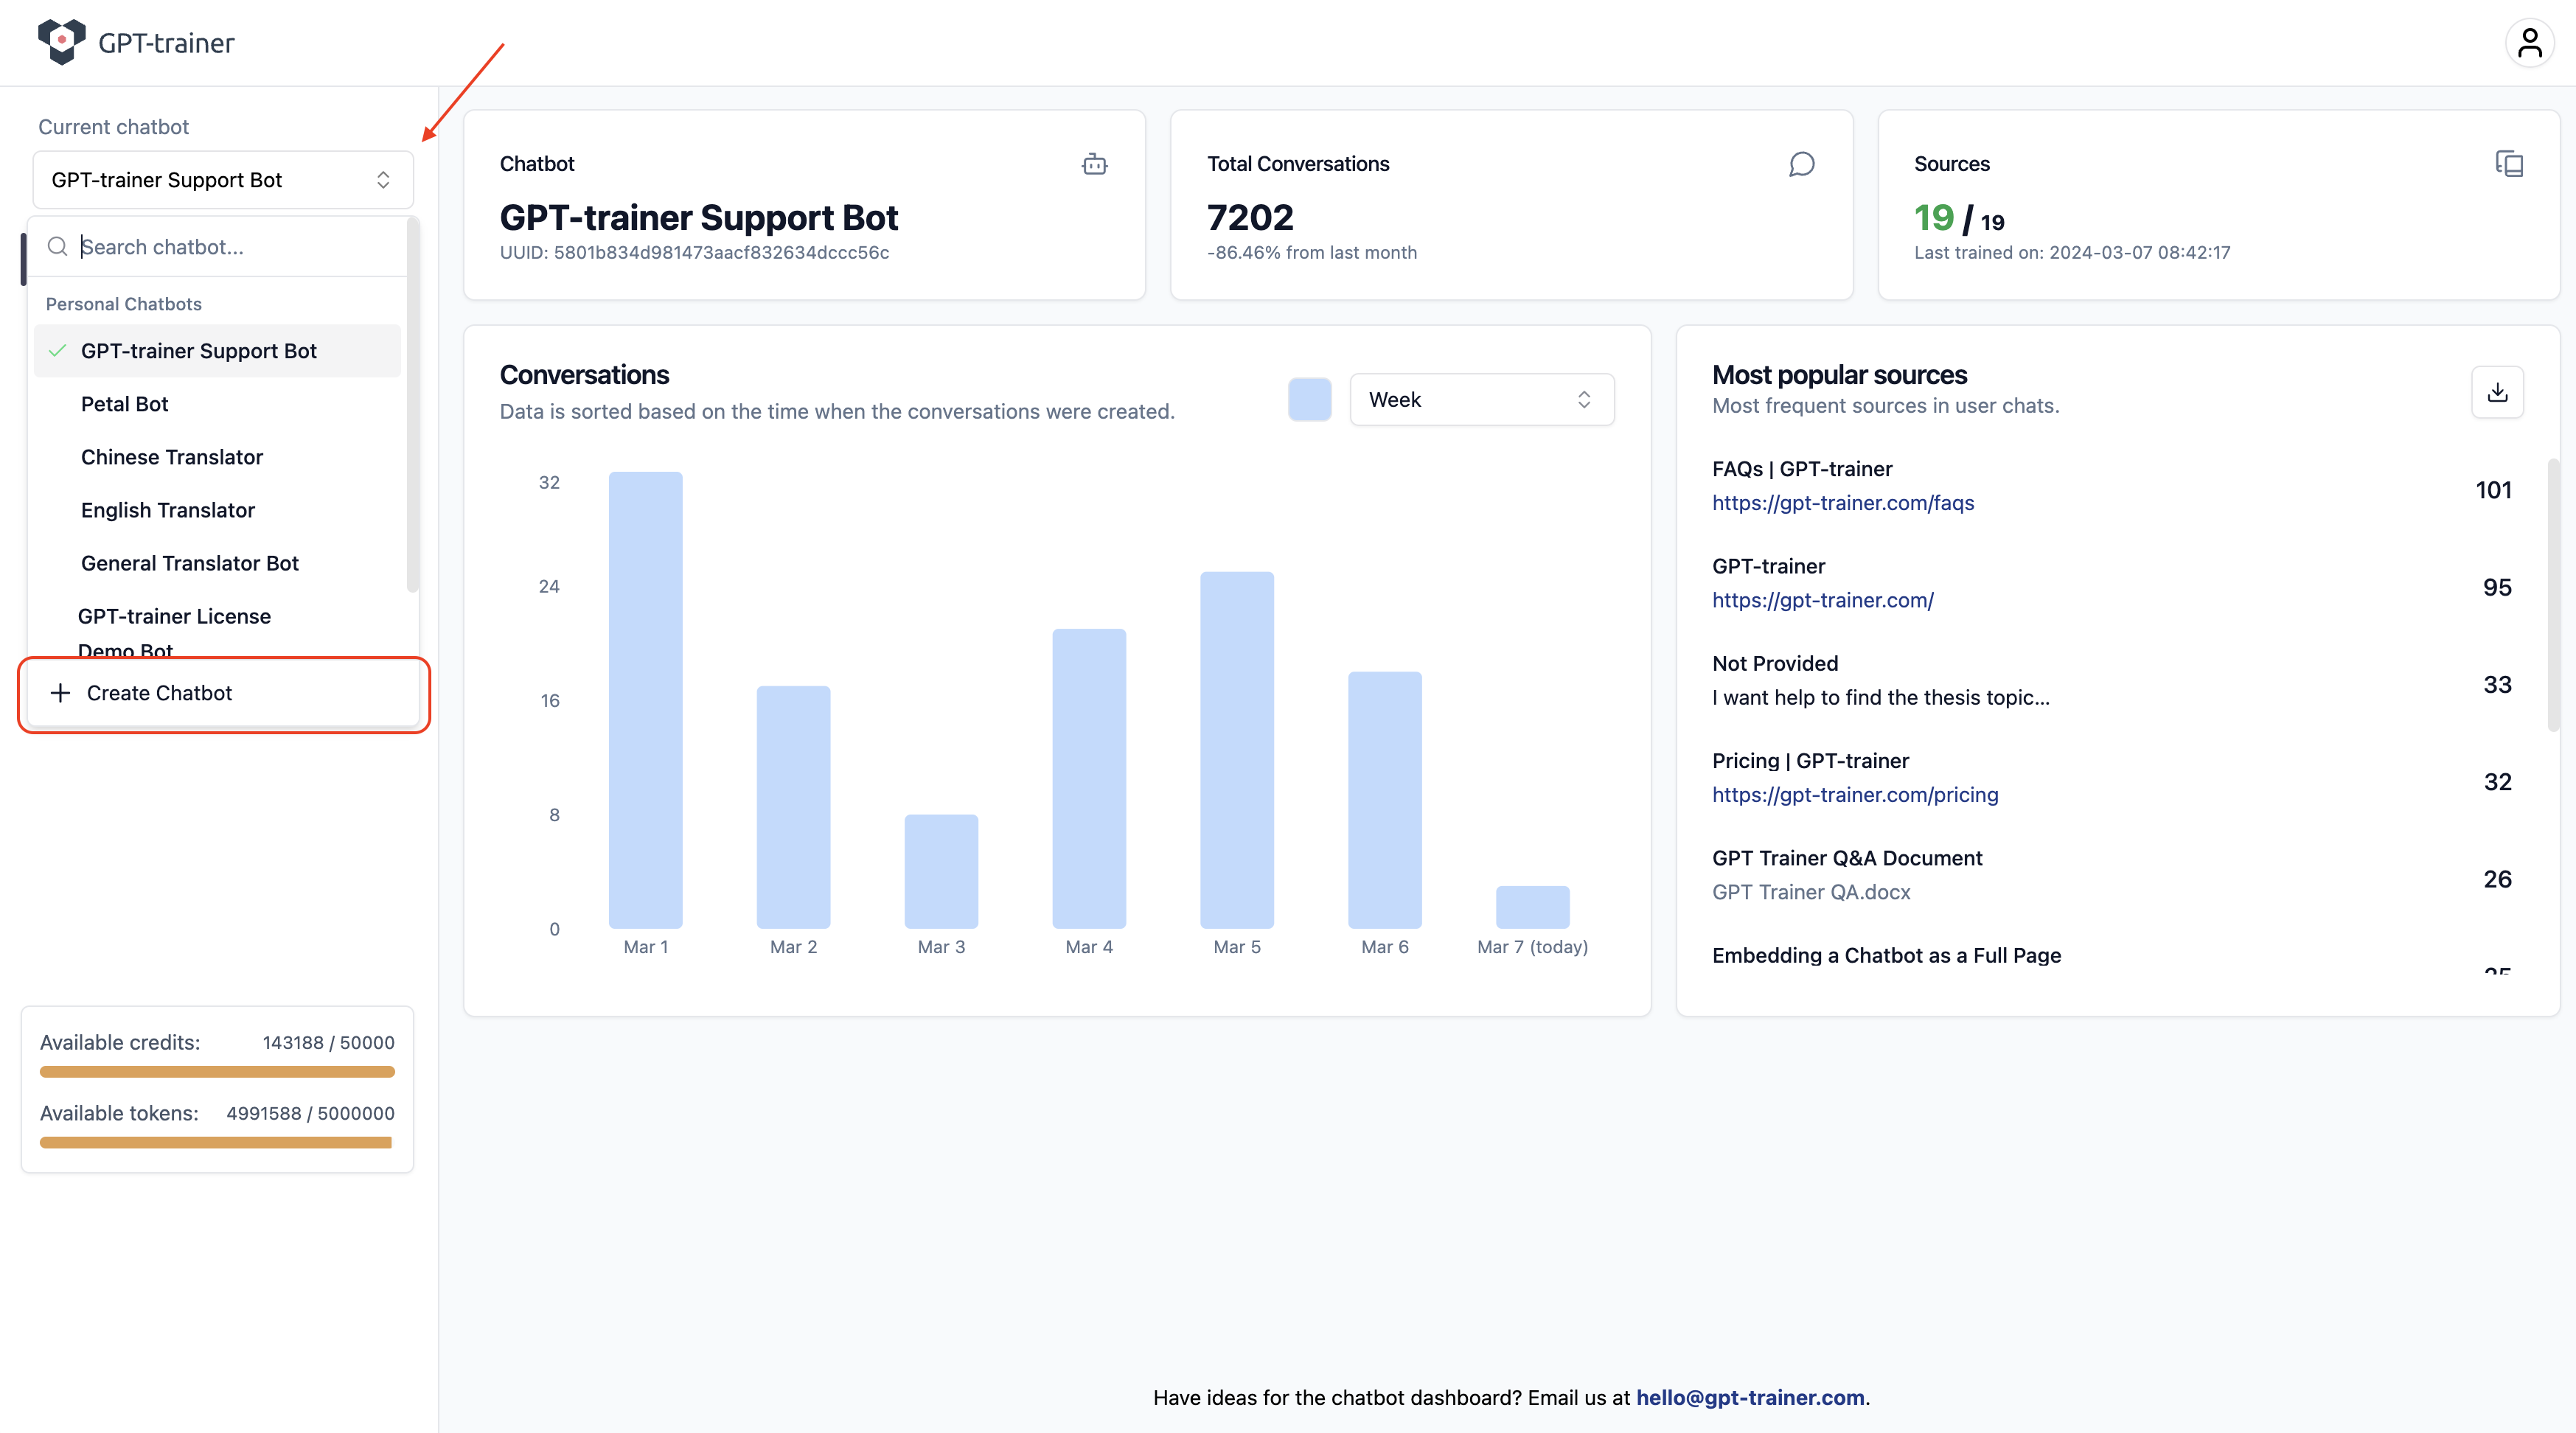 GPT-trainer
Current chatbot
GPT-trainer Support Bot
Search chatbot...
Personal Chatbots
GPT-trainer Support Bot
Petal Bot
Chinese Translator
English Translator
General Translator Bot
GPT-trainer License
Demo Bot
Create Chatbot
Available credits: 143188 / 50000
Available tokens: 4991588 / 5000000
Chatbot
GPT-trainer Support Bot
UUID: 5801b834d981473aacf832634dccc56c
Total Conversations
7202
-86.46% from last month
Sources
19 / 19
Last trained on: 2024-03-07 08:42:17
Conversations
Data is sorted based on the time when the conversations were created.
Week
32
24
16
8
0
Mar 1 Mar 2 Mar 3 Mar 4 Mar 5 Mar 6 Mar 7 (today)
Most popular sources
Most frequent sources in user chats.
FAQs | GPT-trainer
https://gpt-trainer.com/faqs
101
GPT-trainer
https://gpt-trainer.com/
95
Not Provided
I want help to find the thesis topic...
33
Pricing | GPT-trainer
https://gpt-trainer.com/pricing
32
GPT Trainer Q&A Document
GPT Trainer QA.docx
26
Embedding a Chatbot as a Full Page
Have ideas for the chatbot dashboard? Email us at hello@gpt-trainer.com.